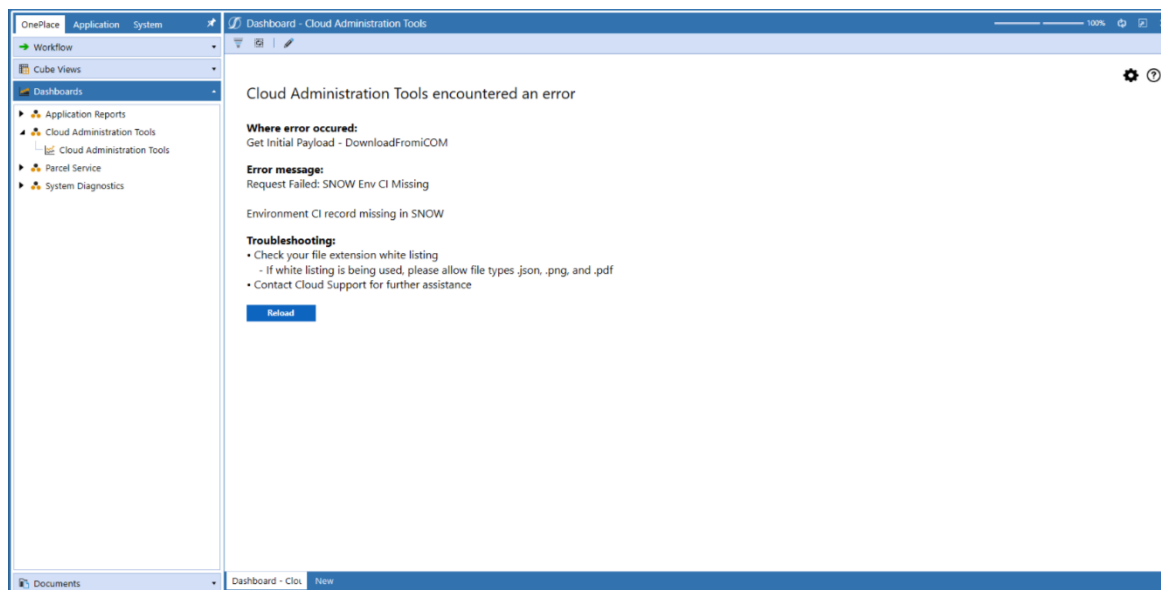 OnePlace Application System
Dashboard - Cloud Administration Tools
100%
Workflow
Cube Views
Dashboards
Application Reports
Cloud Administration Tools
Cloud Administration Tools
Parcel Service
System Diagnostics
Documents
Cloud Administration Tools encountered an error
Where error occured:
Get Initial Payload - DownloadFromiCOM
Error message:
Request Failed: SNOW Env CI Missing
Environment CI record missing in SNOW
Troubleshooting:
• Check your file extension white listing
- If white listing is being used, please allow file types .json, .png, and .pdf
• Contact Cloud Support for further assistance
Reload
Dashboard - Clou New